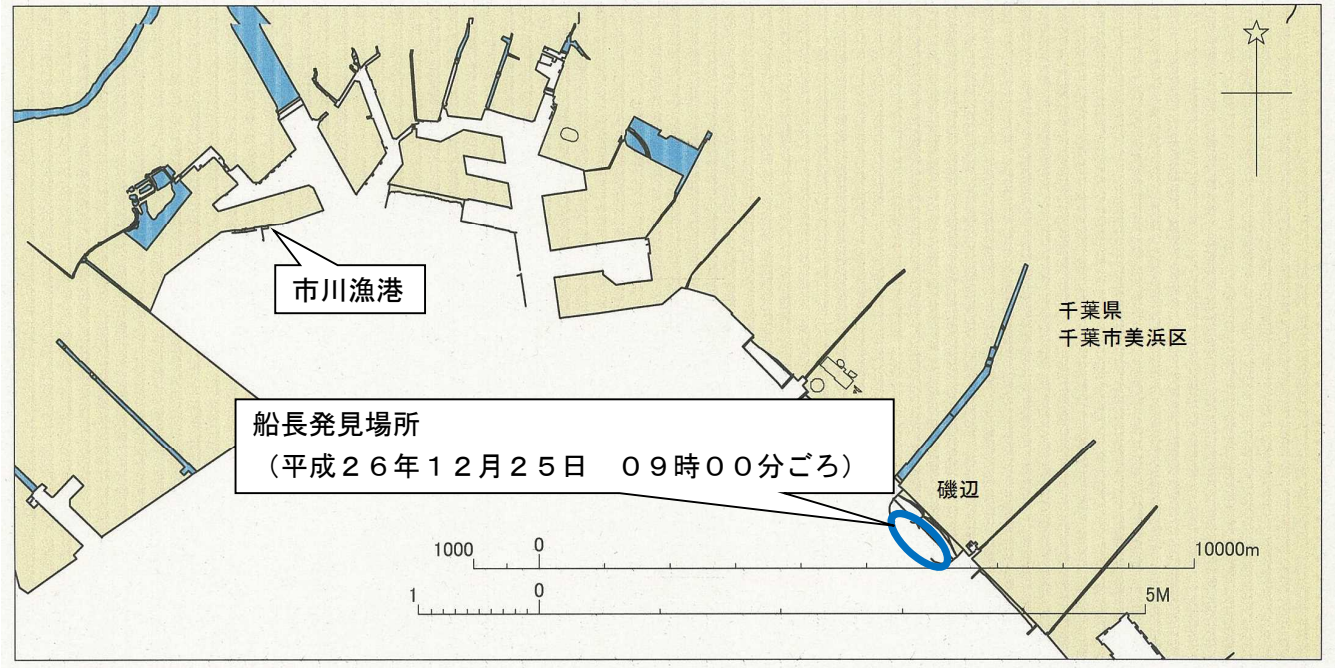 市川漁港
千葉県
千葉市美浜区
船長発見場所
（平成２６年１２月２５日　０９時００分ごろ）
磯辺
1000 0 10000m
1 0 5M